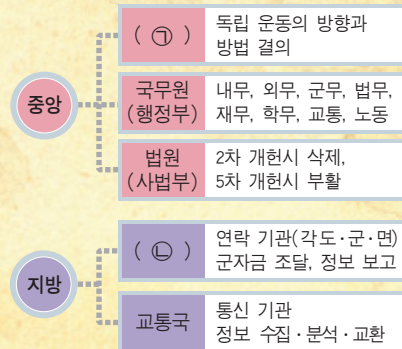 중앙
( ㉠ )
독립 운동의 방향과
방법 결의
국무원
(행정부)
내무, 외무, 군무, 법무,
재무, 학무, 교통, 노동
법원
(사법부)
2차 개헌시 삭제,
5차 개헌시 부활
지방
( ㉡ )
연락 기관(각도·군·면)
군자금 조달, 정보 보고
교통국
통신 기관
정보 수집·분석·교환